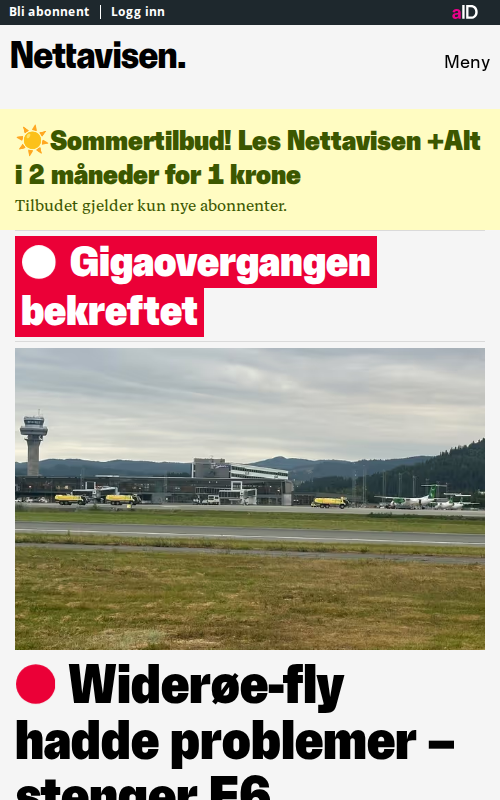 Bli abonnent
Logg inn
aID
Nettavisen.
Meny
☀️Sommertilbud! Les Nettavisen +Alt
i 2 måneder for 1 krone
Tilbudet gjelder kun nye abonnenter.
Gigaovergangen
bekreftet
Widerøe-fly
hadde problemer –
stenger E6